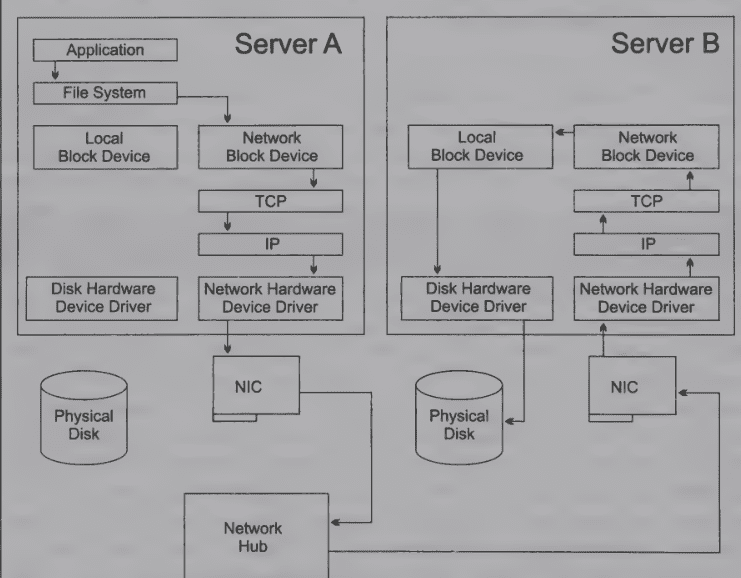 Server A
Application
File System
Local
Block Device
Network
Block Device
TCP
IP
Disk Hardware
Device Driver
Network Hardware
Device Driver
NIC
Physical
Disk
Network
Hub
Server B
Local
Block Device
Network
Block Device
TCP
IP
Disk Hardware
Device Driver
Network Hardware
Device Driver
Physical
Disk
NIC